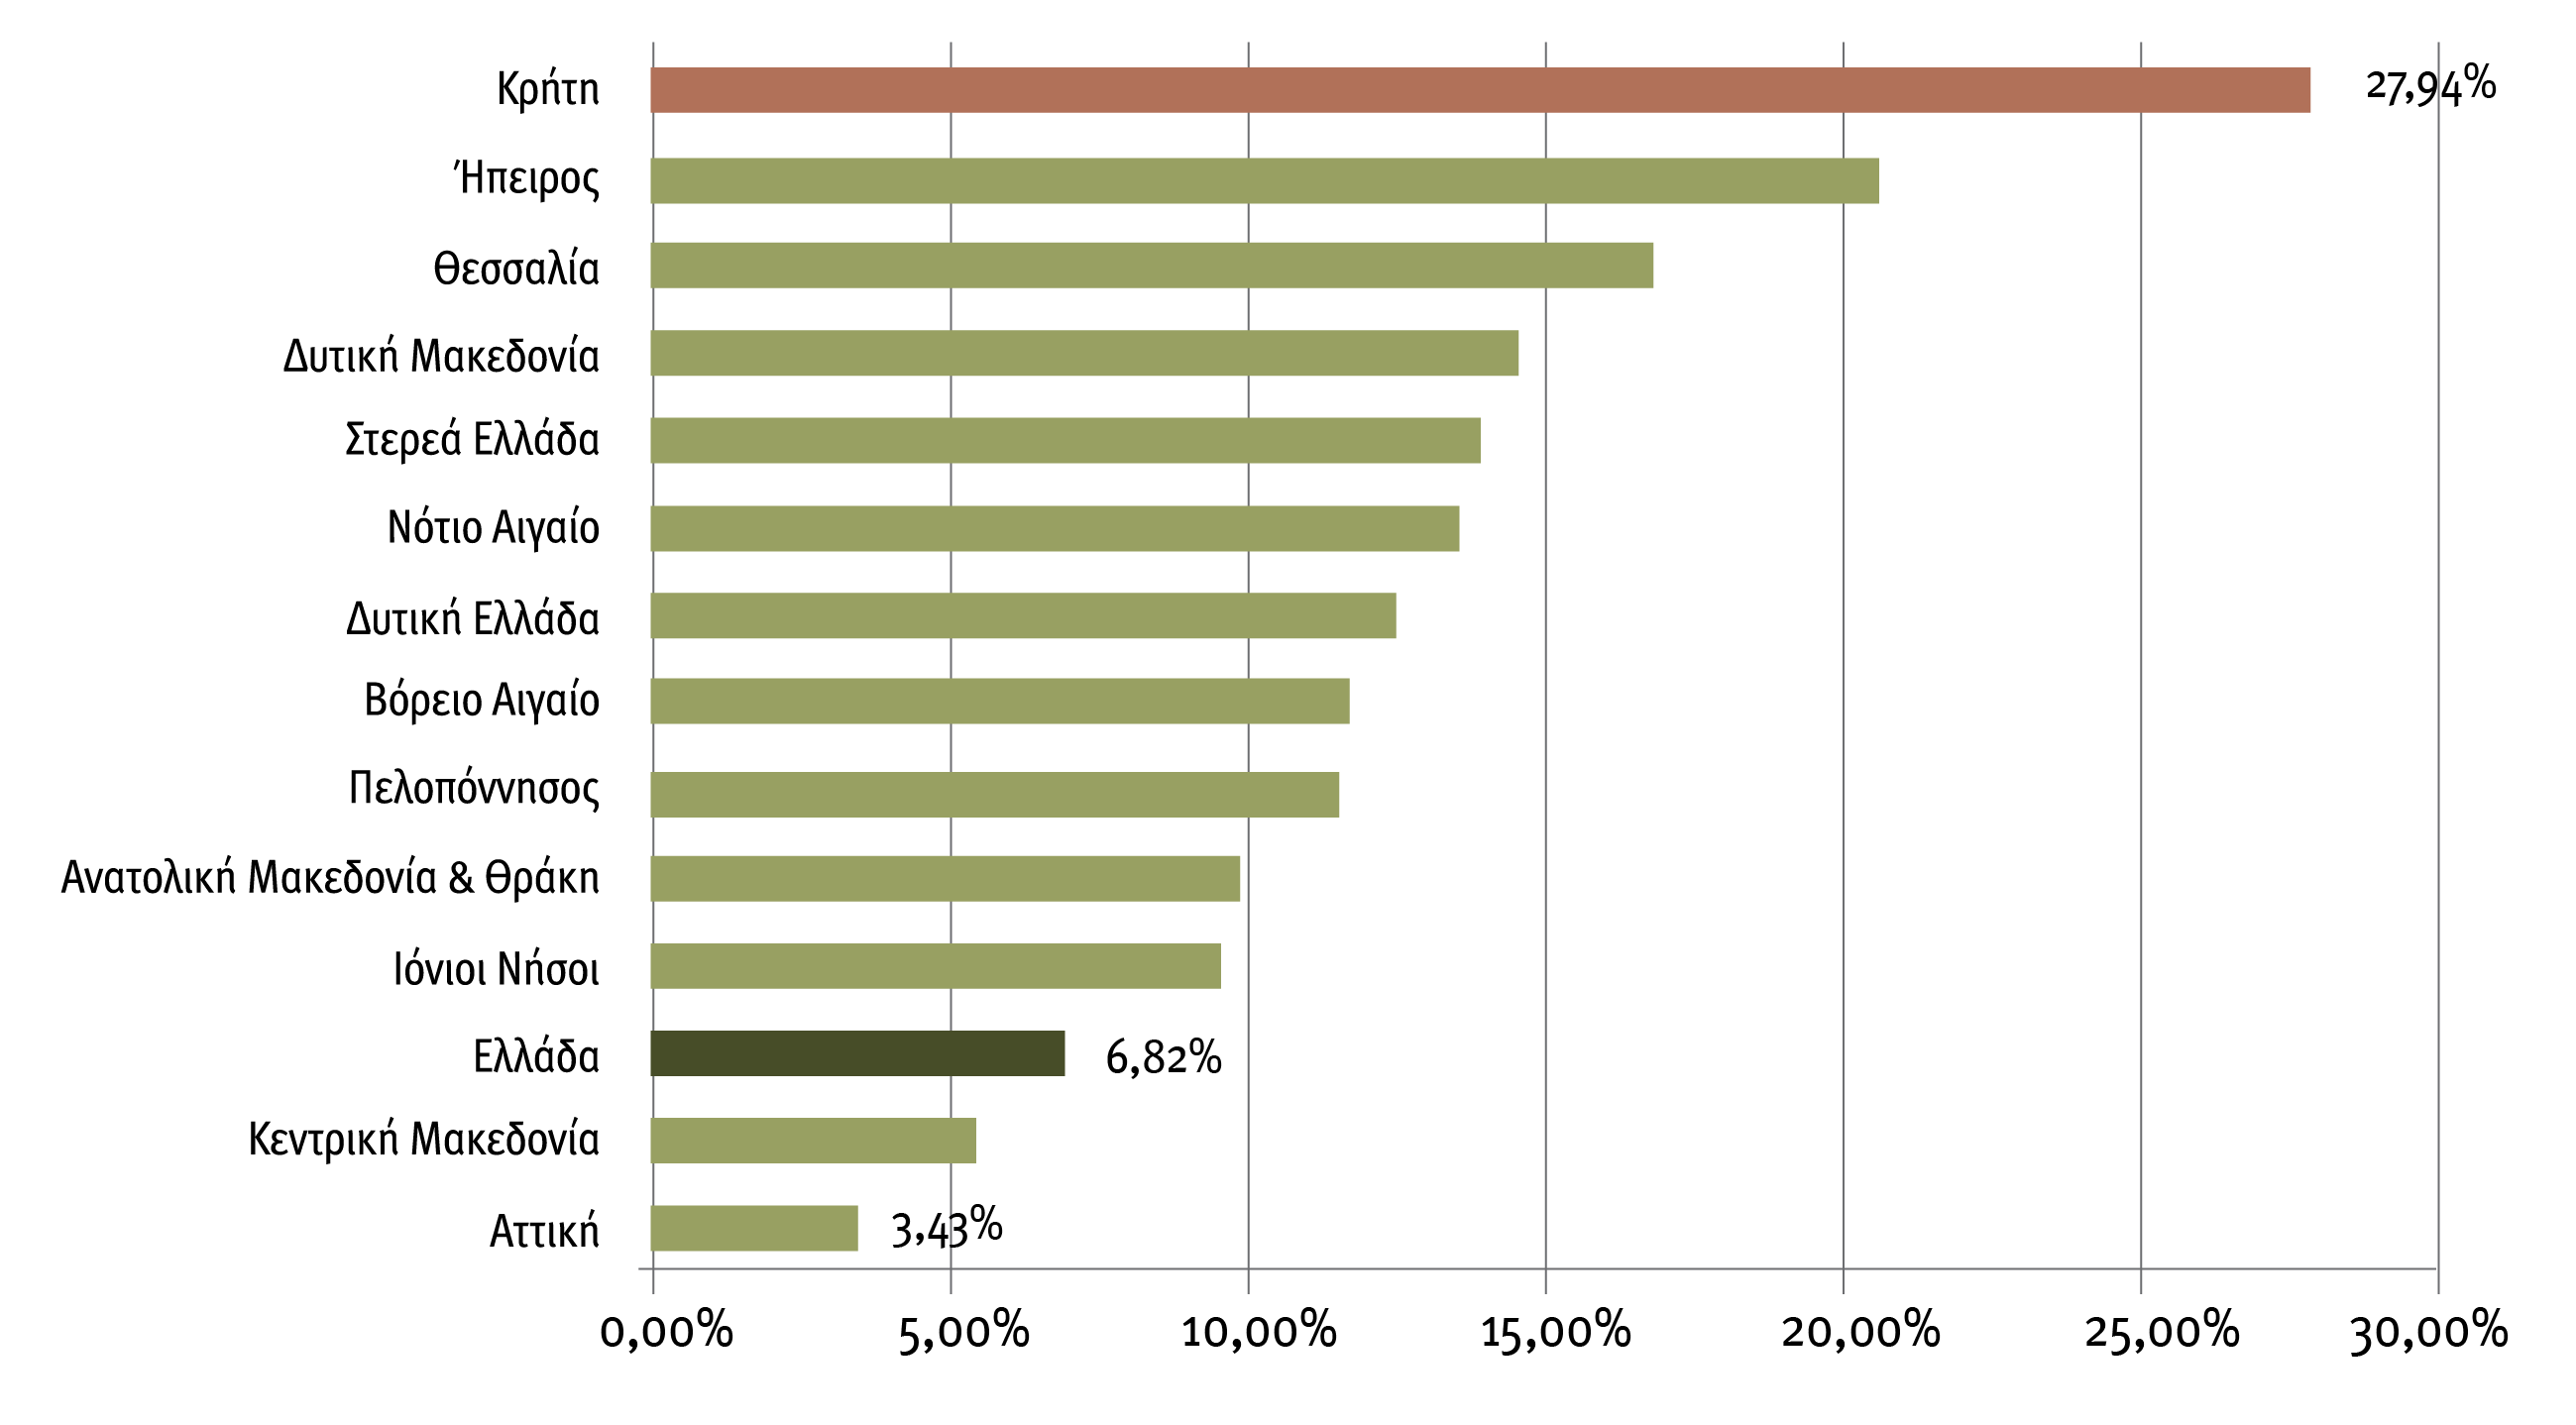 Κρήτη 27,94%
Ήπειρος
Θεσσαλία
Δυτική Μακεδονία
Στερεά Ελλάδα
Νότιο Αιγαίο
Δυτική Ελλάδα
Βόρειο Αιγαίο
Πελοπόννησος
Ανατολική Μακεδονία & Θράκη
Ιόνιοι Νήσοι
Ελλάδα 6,82%
Κεντρική Μακεδονία
Αττική 3,43%
0,00% 5,00% 10,00% 15,00% 20,00% 25,00% 30,00%